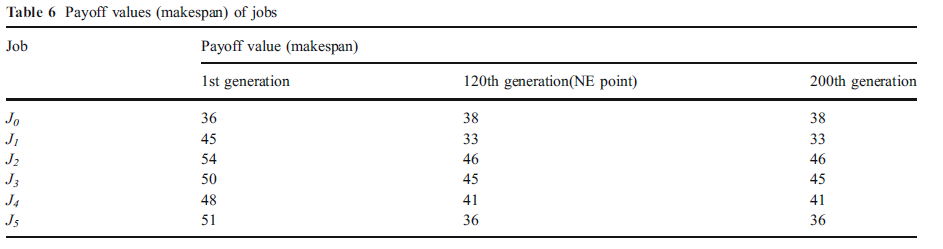 Table 6 Payoff values (makespan) of jobs
Job Payoff value (makespan)
1st generation 120th generation(NE point) 200th generation
J0 36 38 38
J1 45 33 33
J2 54 46 46
J3 50 45 45
J4 48 41 41
J5 51 36 36